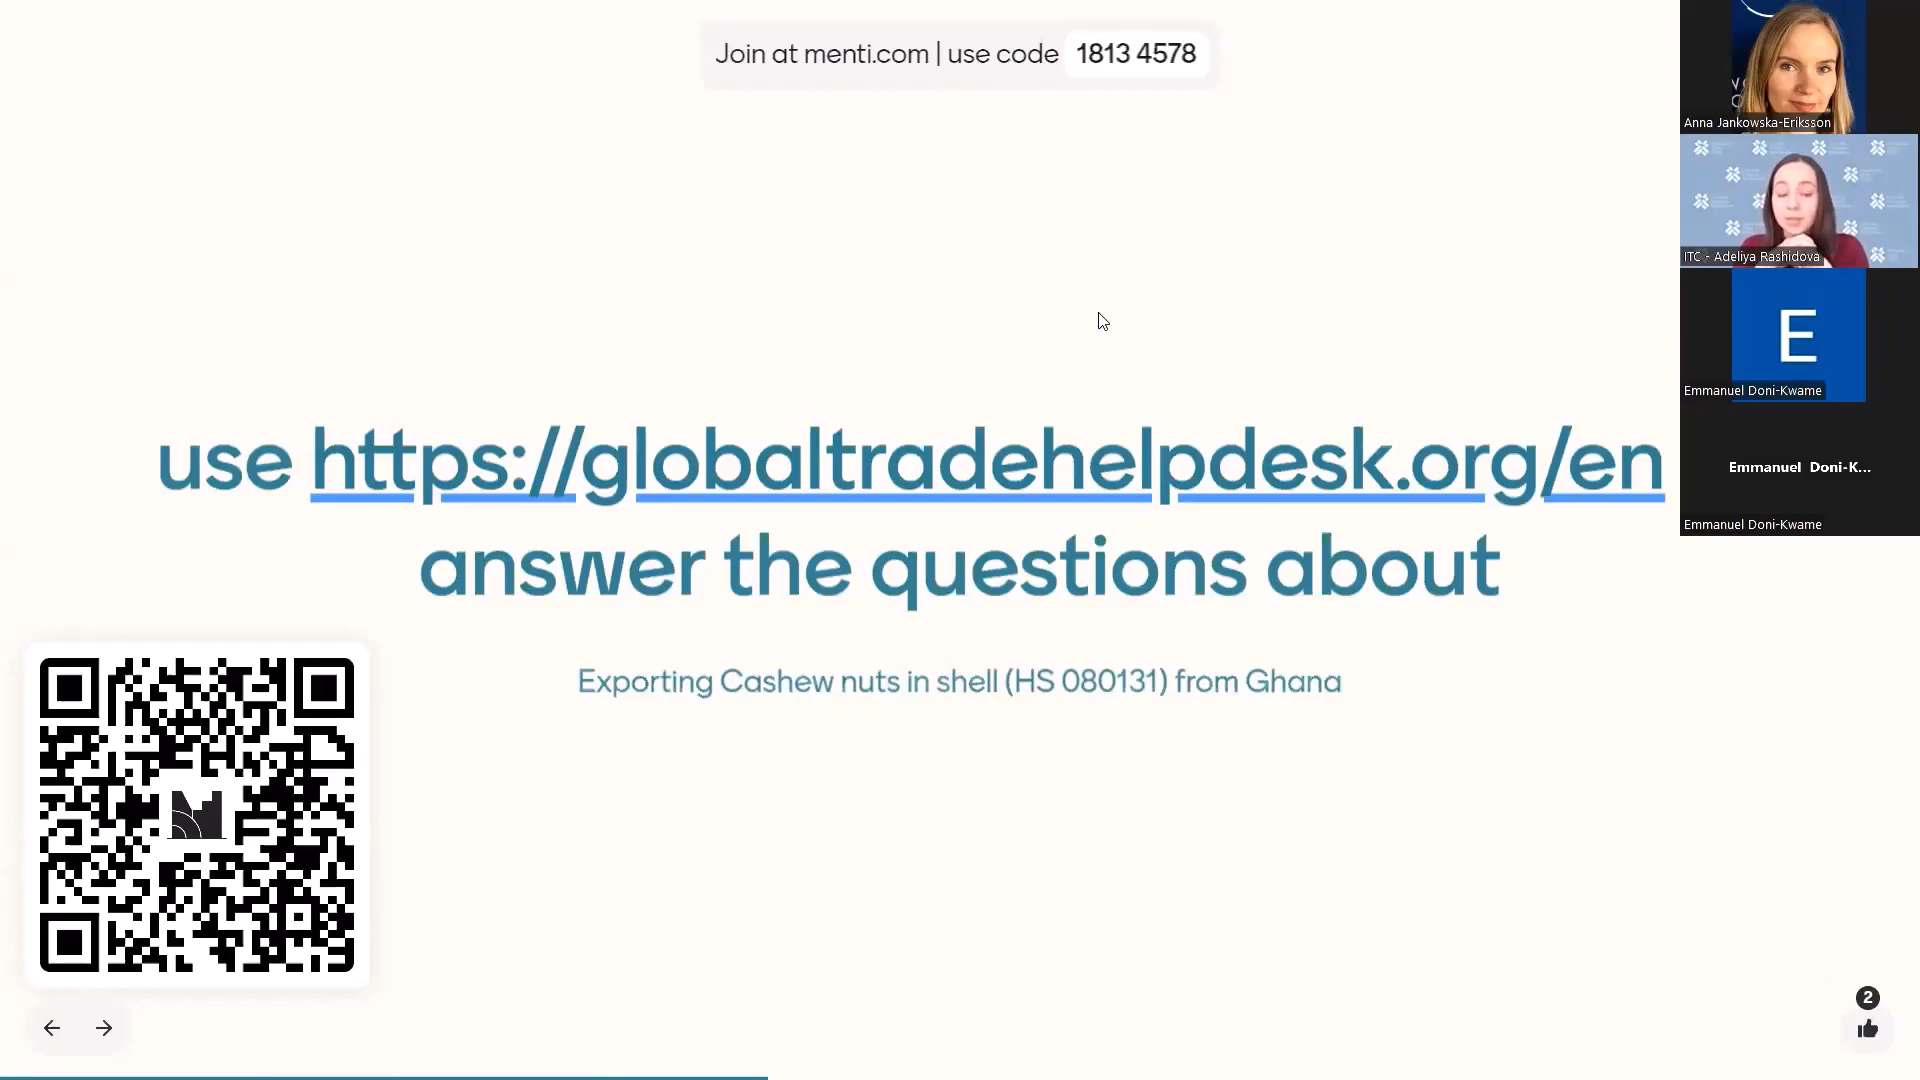 Join at menti.com | use code 1813 4578
use https://globaltradehelpdesk.org/en
answer the questions about
Exporting Cashew nuts in shell (HS 080131) from Ghana
Anna Jankowska-Eriksson
ITC - Adeliya Rashidova
E
Emmanuel Doni-Kwame
Emmanuel Doni-K...
Emmanuel Doni-Kwame
2